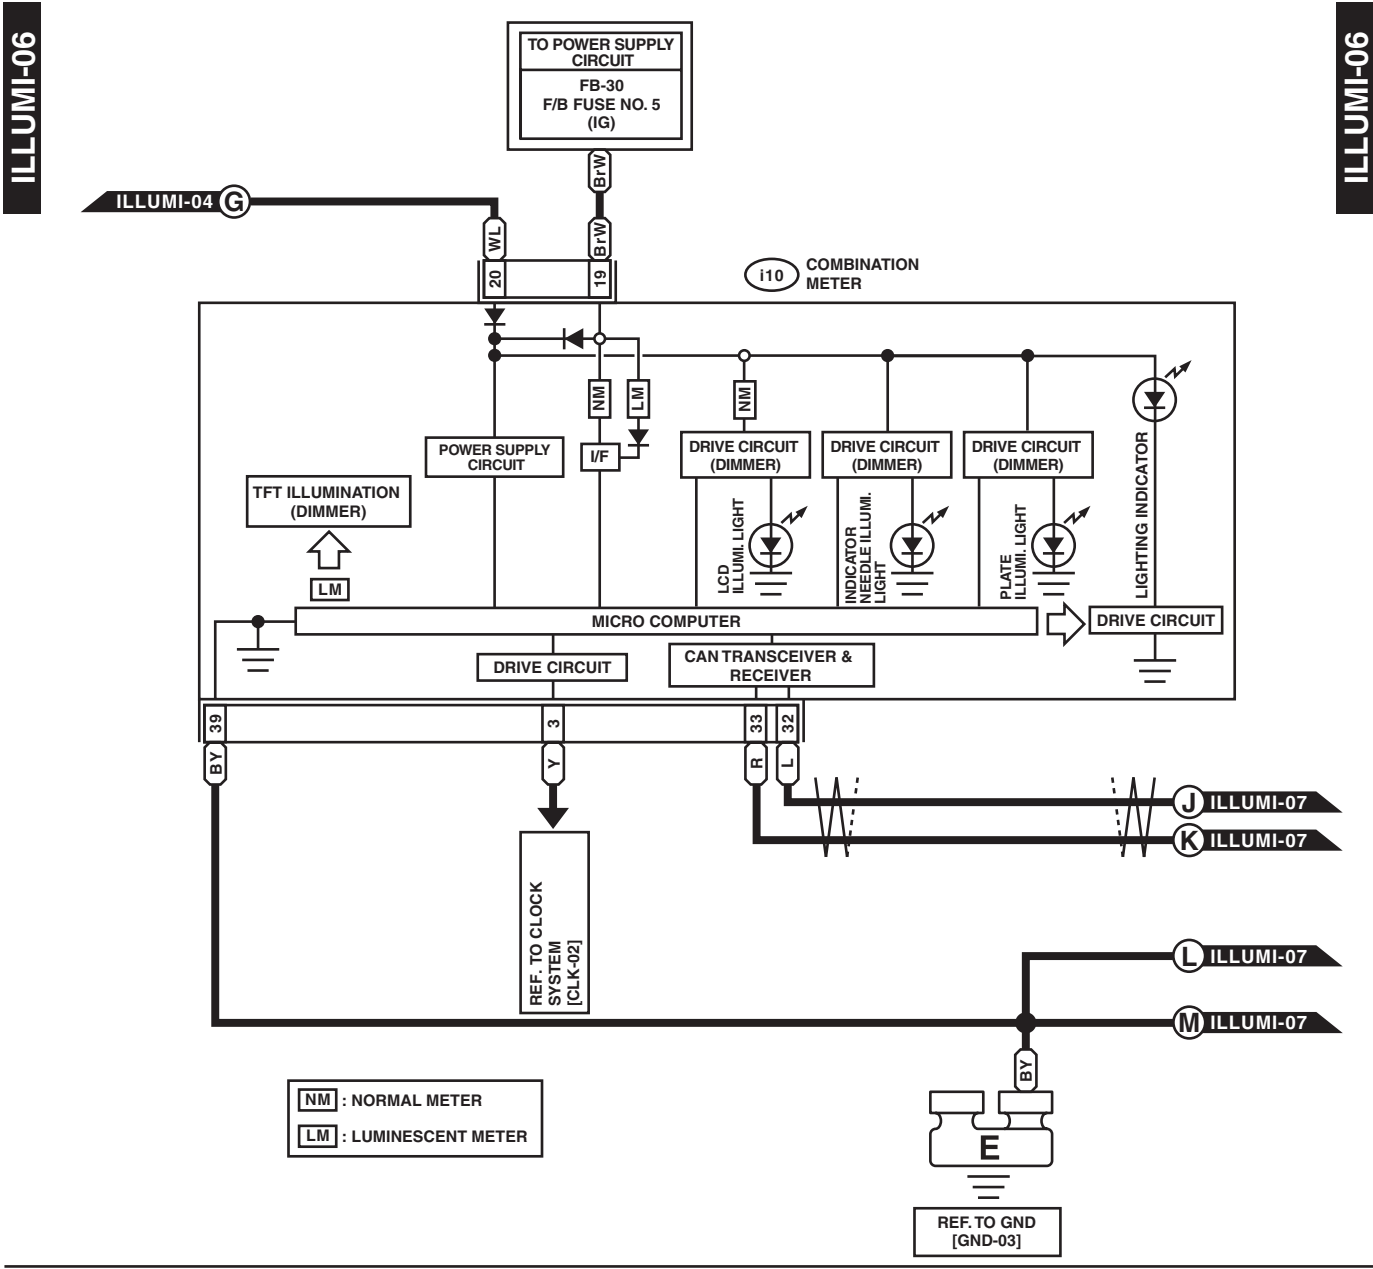 ILLUMI-06
ILLUMI-06
TO POWER SUPPLY
CIRCUIT
FB-30
F/B FUSE NO. 5
(IG)
BrW
ILLUMI-04 G
WL
BrW
20
19
i10
COMBINATION
METER
NM
LM
NM
POWER SUPPLY
CIRCUIT
I/F
DRIVE CIRCUIT
(DIMMER)
DRIVE CIRCUIT
(DIMMER)
DRIVE CIRCUIT
(DIMMER)
LIGHTING INDICATOR
TFT ILLUMINATION
(DIMMER)
LM
LCD
ILLUMI. LIGHT
INDICATOR
NEEDLE ILLUMI.
LIGHT
PLATE
ILLUMI. LIGHT
MICRO COMPUTER
DRIVE CIRCUIT
DRIVE CIRCUIT
CAN TRANSCEIVER &
RECEIVER
39
3
33
32
BY
Y
R
L
J ILLUMI-07
K ILLUMI-07
REF. TO CLOCK
SYSTEM
[CLK-02]
L ILLUMI-07
M ILLUMI-07
BY
NM : NORMAL METER
LM : LUMINESCENT METER
E
REF. TO GND
[GND-03]